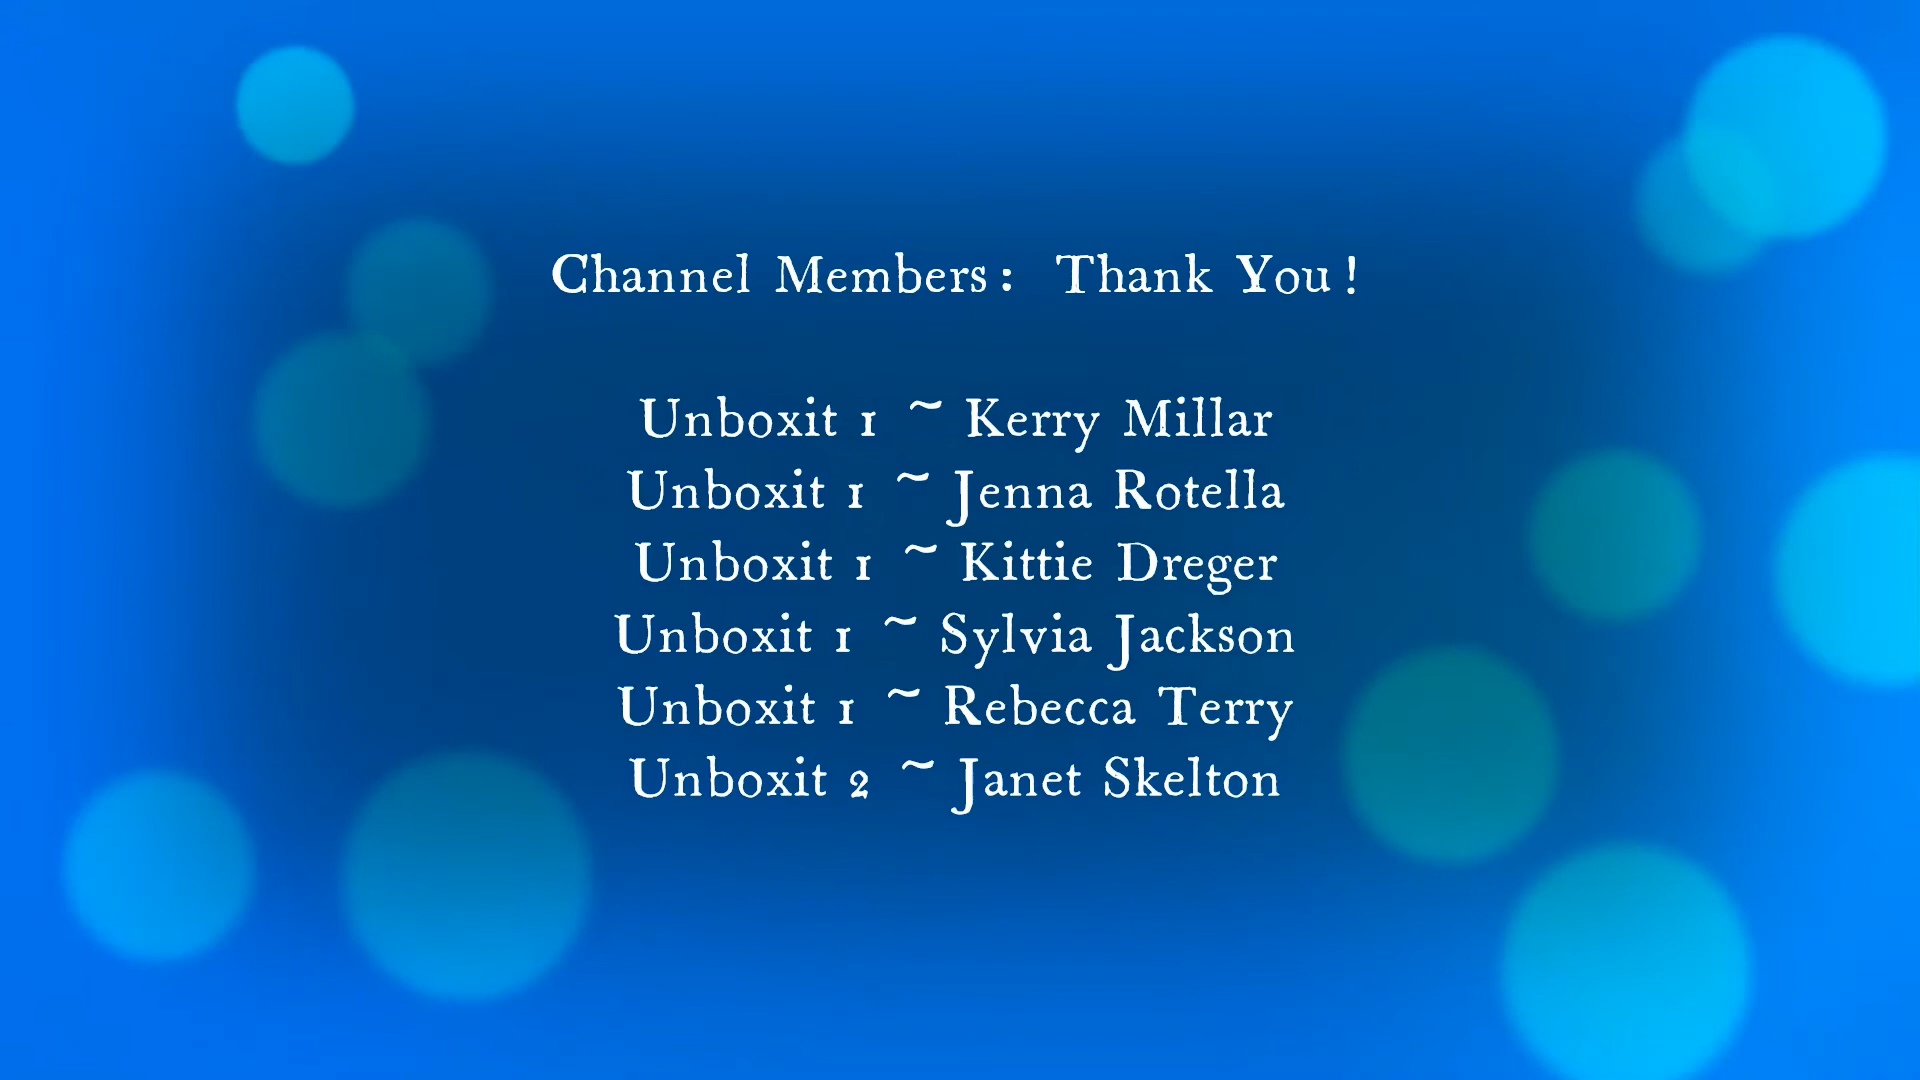 Channel Members: Thank You!
Unboxit 1 ~ Kerry Millar
Unboxit 1 ~ Jenna Rotella
Unboxit 1 ~ Kittie Dreger
Unboxit 1 ~ Sylvia Jackson
Unboxit 1 ~ Rebecca Terry
Unboxit 2 ~ Janet Skelton